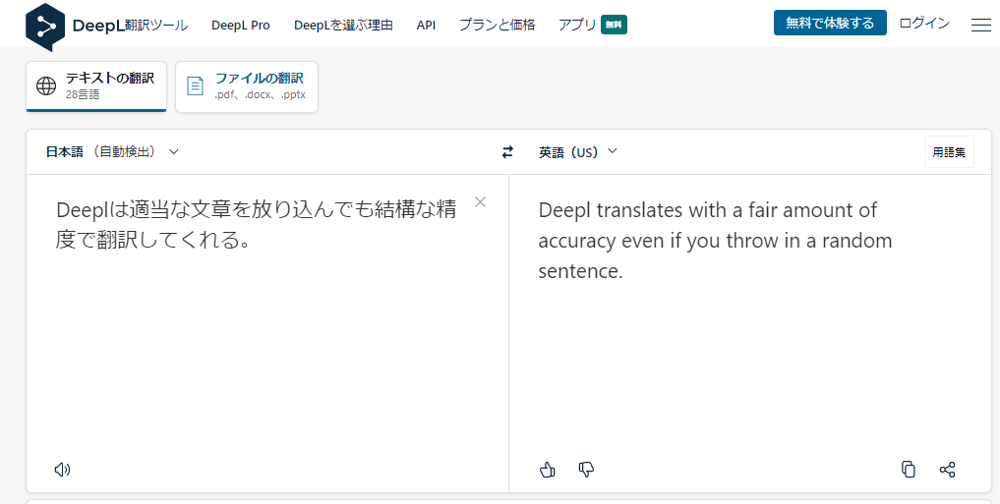 DeepL翻訳ツール DeepL Pro DeepLを選ぶ理由 API プランと価格 アプリ 無料 無料で体験する ログイン
テキストの翻訳
28言語
ファイルの翻訳
.pdf、.docx、.pptx
日本語 （自動検出） 英語（US） 用語集
Deeplは適当な文章を放り込んでも結構な精
度で翻訳してくれる。
Deepl translates with a fair amount of
accuracy even if you throw in a random
sentence.